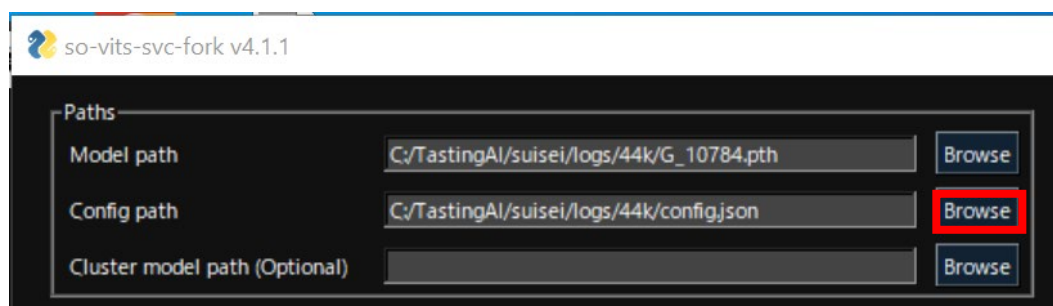 so-vits-svc-fork v4.1.1
Paths
Model path C:/TastingAI/suisei/logs/44k/G_10784.pth Browse
Config path C:/TastingAI/suisei/logs/44k/config.json Browse
Cluster model path (Optional) Browse